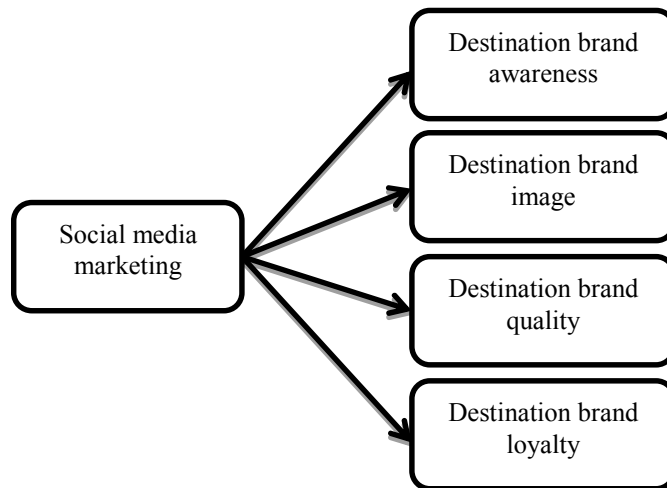 Destination brand
awareness
Destination brand
image
Social media
marketing
Destination brand
quality
Destination brand
loyalty